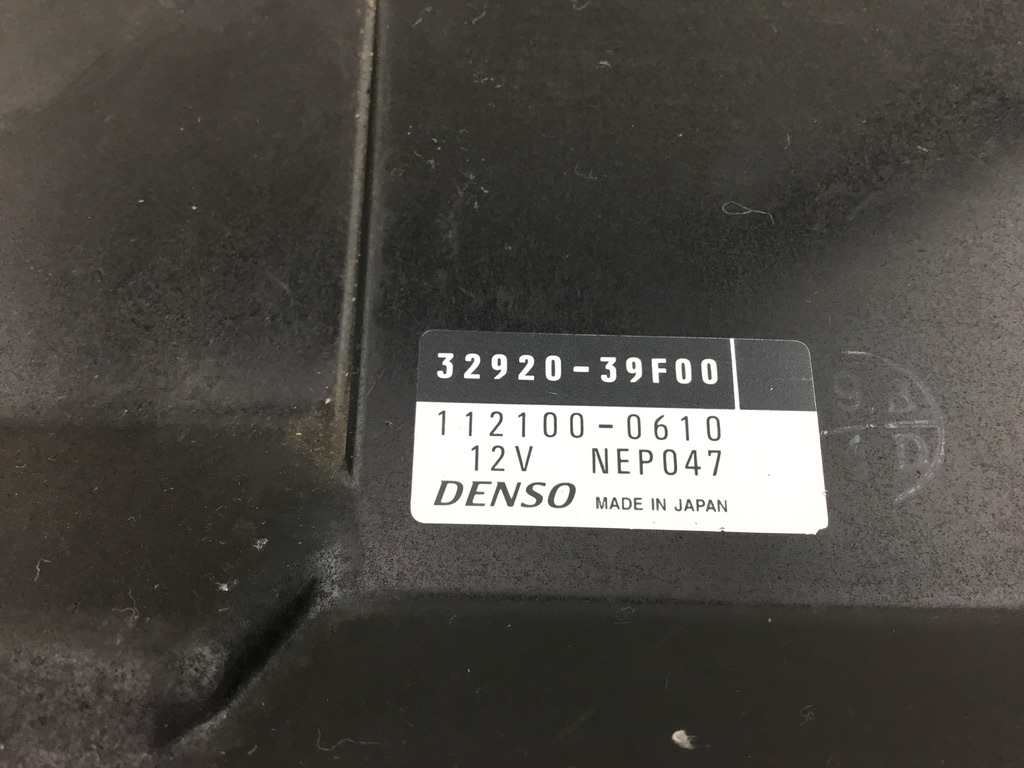 32920-39F00
112100-0610
12V NEP047
DENSO MADE IN JAPAN